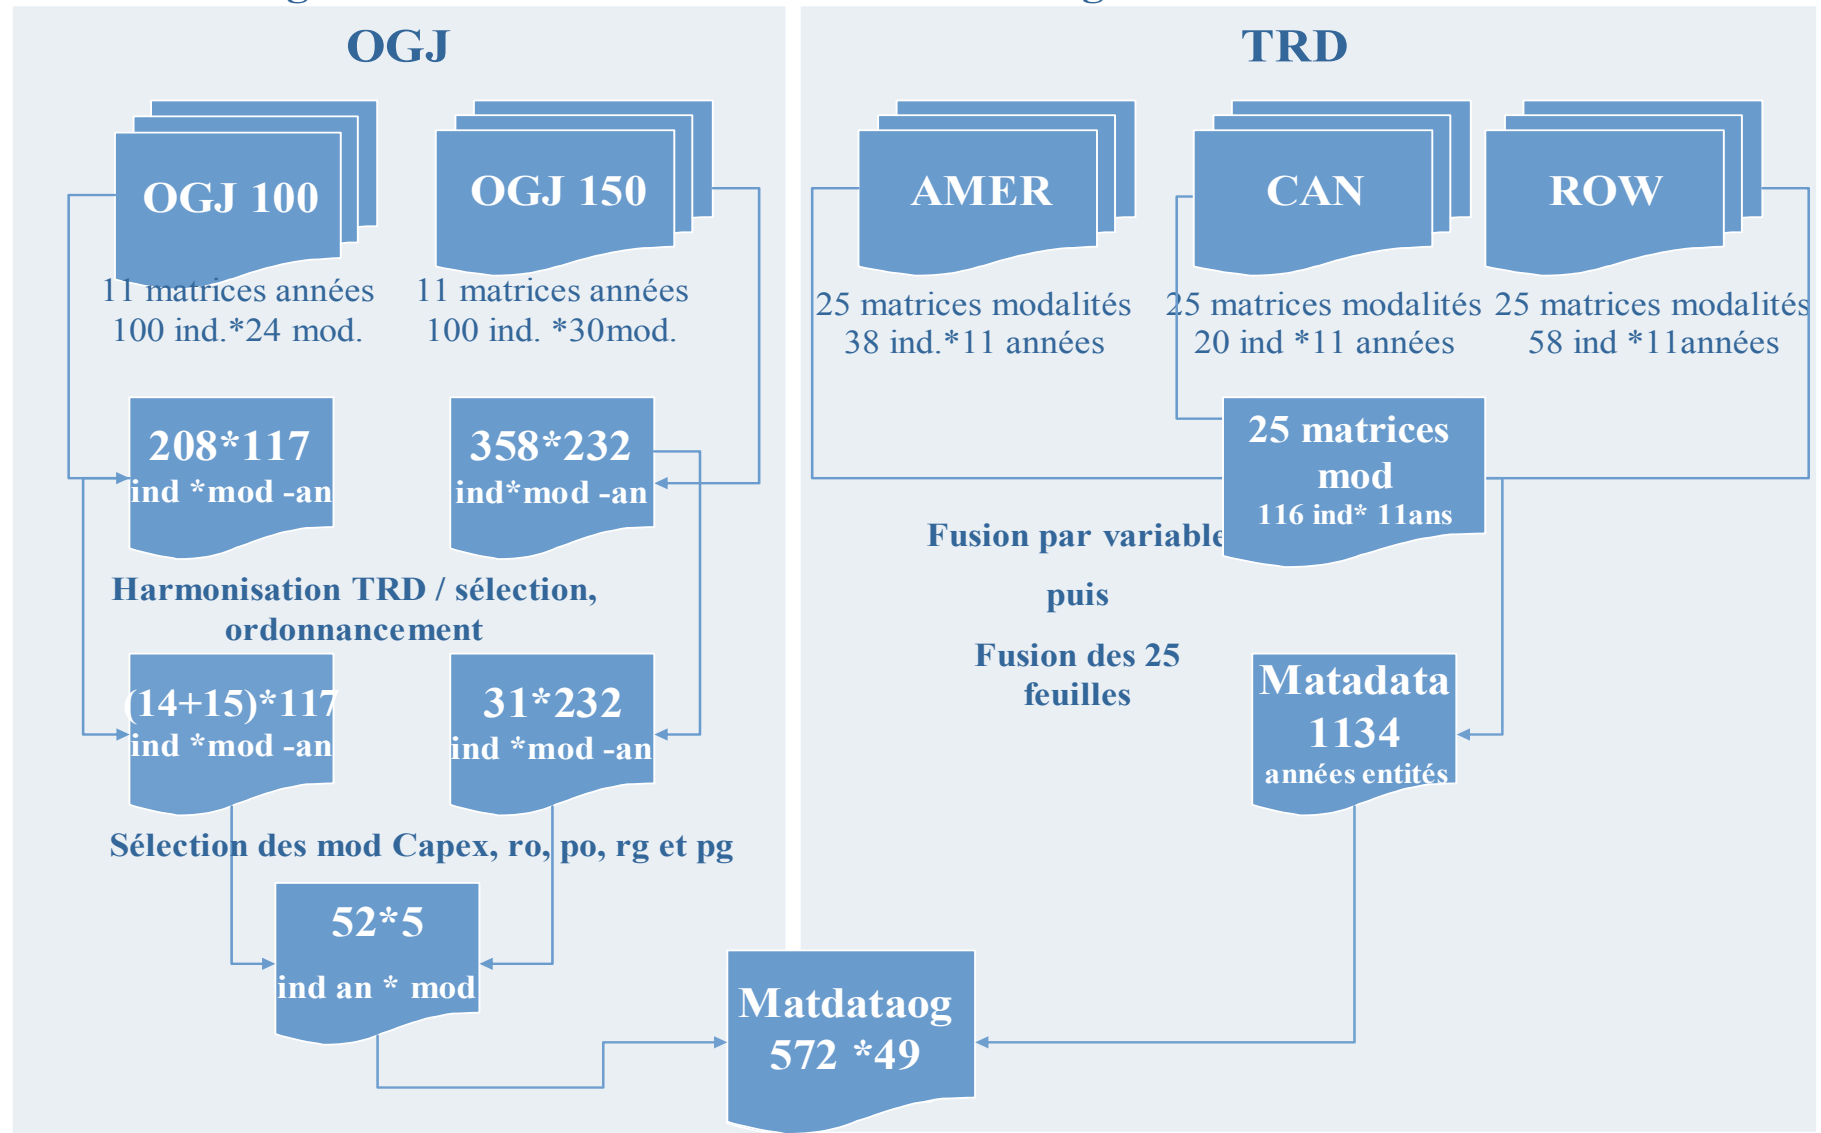 OGJ
OGJ 100
OGJ 150
11 matrices années
100 ind.*24 mod.
11 matrices années
100 ind. *30mod.
208*117
ind *mod -an
358*232
ind*mod -an
Harmonisation TRD / sélection,
ordonnancement
(14+15)*117
ind *mod -an
31*232
ind *mod -an
Sélection des mod Capex, ro, po, rg et pg
52*5
ind an * mod
TRD
AMER
CAN
ROW
25 matrices modalités
38 ind.*11 années
25 matrices modalités
20 ind *11 années
25 matrices modalités
58 ind *11années
25 matrices
mod
116 ind* 11ans
Fusion par variable
puis
Fusion des 25
feuilles
Matadata
1134
années entités
Matdataog
572 *49